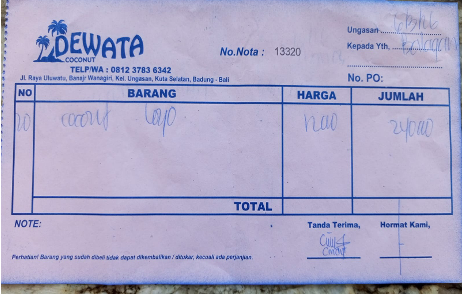 DEWATA
COCONUT
TELP/WA : 0812 3783 6342
Jl. Raya Uluwatu, Banajr Wanagiri, Kel. Ungasan, Kuta Selatan, Badung - Bali
No.Nota : 13320
Ungasan
Kepada Yth,
No. PO:
NO BARANG HARGA JUMLAH
20 coconut
TOTAL
NOTE:
Tanda Terima, Hormat Kami,
Perhatian! Barang yang sudah dibeli tidak dapat dikembalikan / ditukar, kecuali ada perjanjian